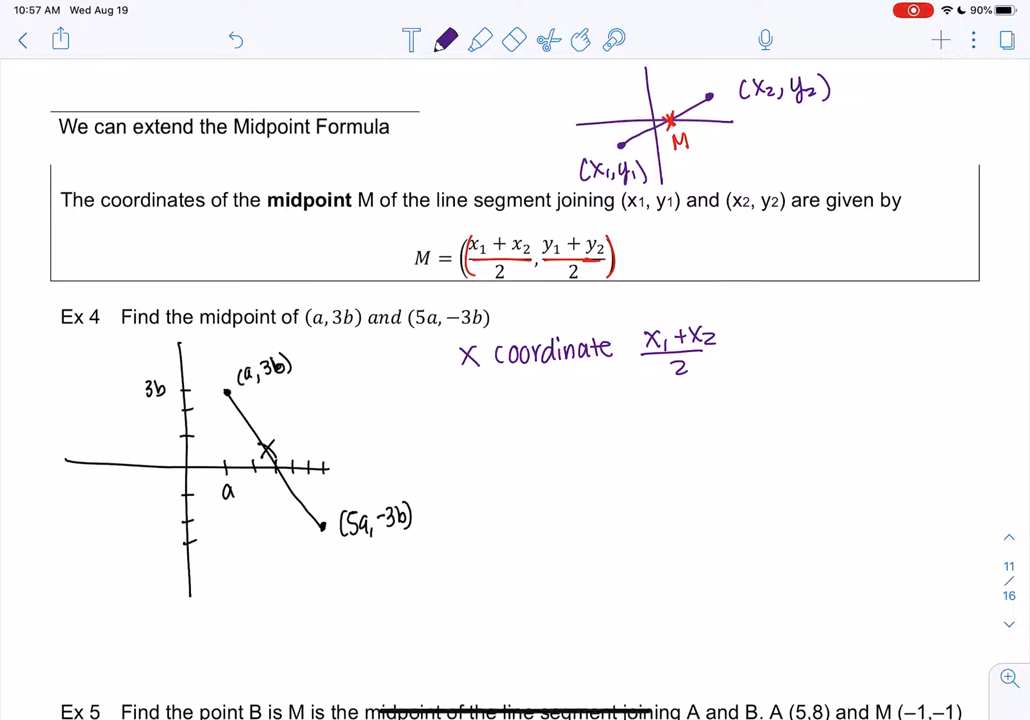 10:57 AM Wed Aug 19
90%
(x₂, y₂)
We can extend the Midpoint Formula
M
(x₁, y₁)
The coordinates of the midpoint M of the line segment joining (x1, y1) and (x2, y2) are given by
M = ((x₁ + x₂)/2, (y₁ + y₂)/2)
Ex 4 Find the midpoint of (a, 3b) and (5a, −3b)
x coordinate (x₁+x₂)/2
(a, 3b)
3b
a
(5a, -3b)
11
/
16
Ex 5 Find the point B is M is the midpoint of the line segment joining A and B. A (5,8) and M (−1,−1)